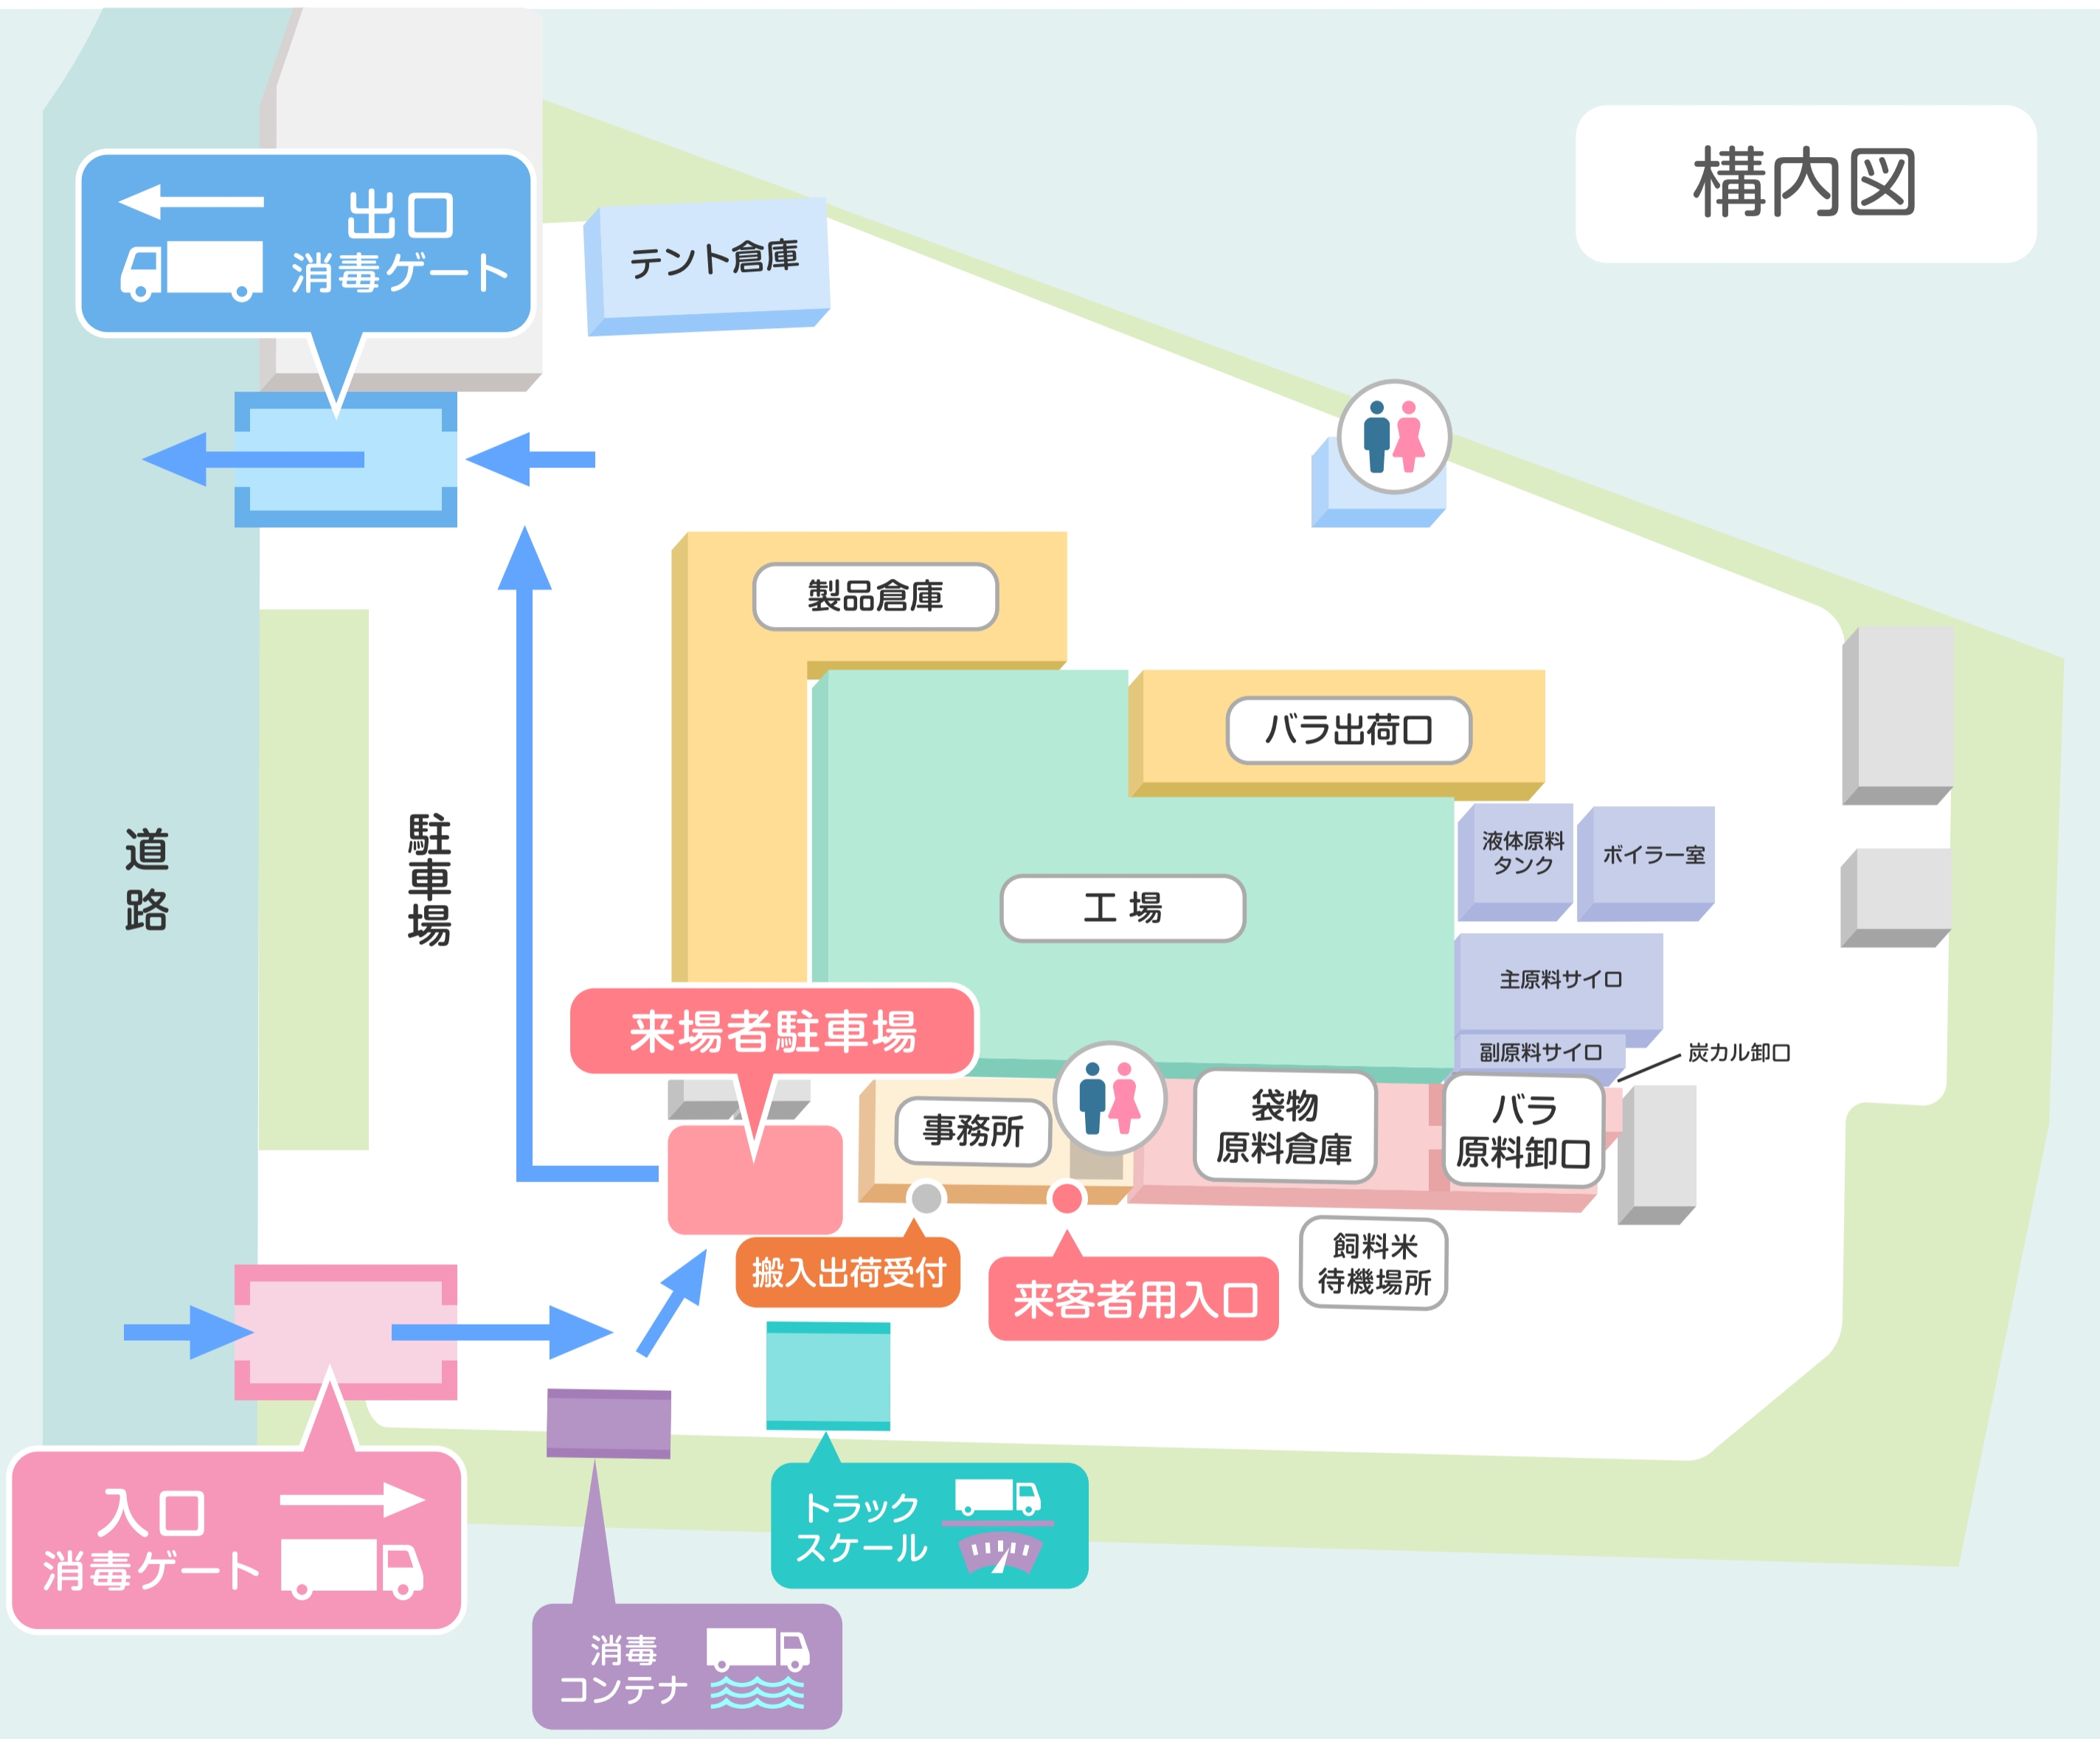 構内図
出口
消毒ゲート
テント倉庫
製品倉庫
バラ出荷口
道路
駐車場
工 場
液体原料
タンク
ボイラー室
主原料サイロ
副原料サイロ
炭カル卸口
来場者駐車場
事務所
装物
原料倉庫
バラ
原料卸口
搬入出荷受付
来客者用入口
飼料米
待機場所
入口
消毒ゲート
トラック
スケール
消毒
コンテナ